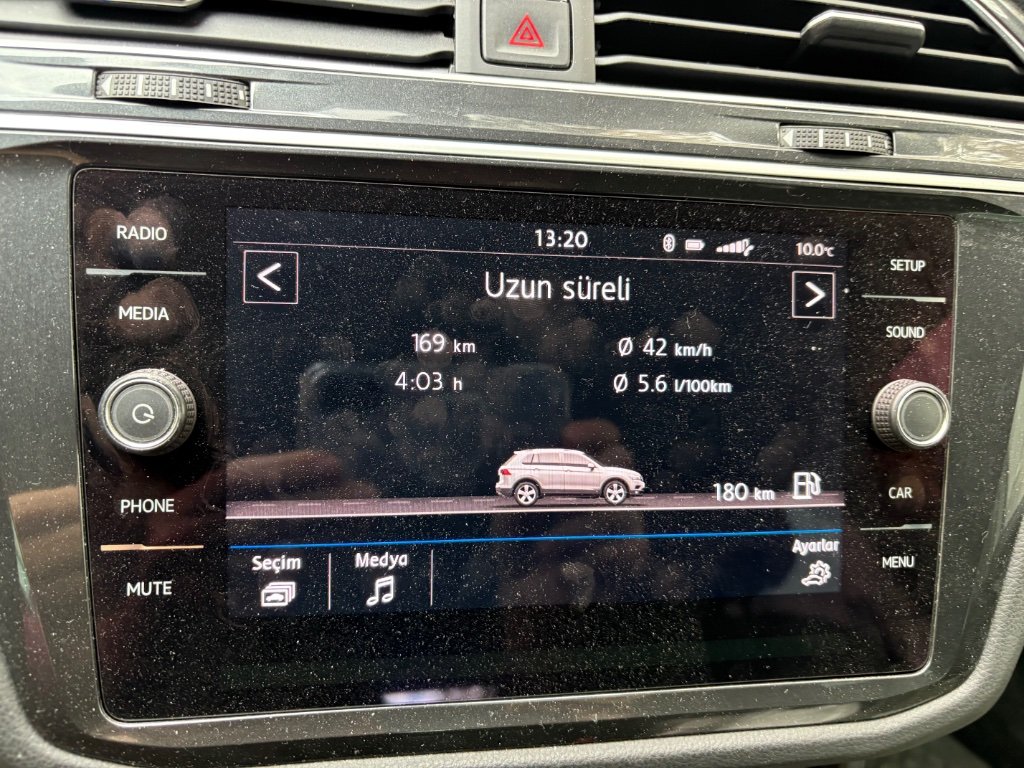 RADIO
MEDIA
PHONE
MUTE
13:20
10.0°C
Uzun süreli
169 km
Ø 42 km/h
4:03 h
Ø 5.6 l/100km
180 km
Seçim
Medya
Ayarlar
SETUP
SOUND
CAR
MENU